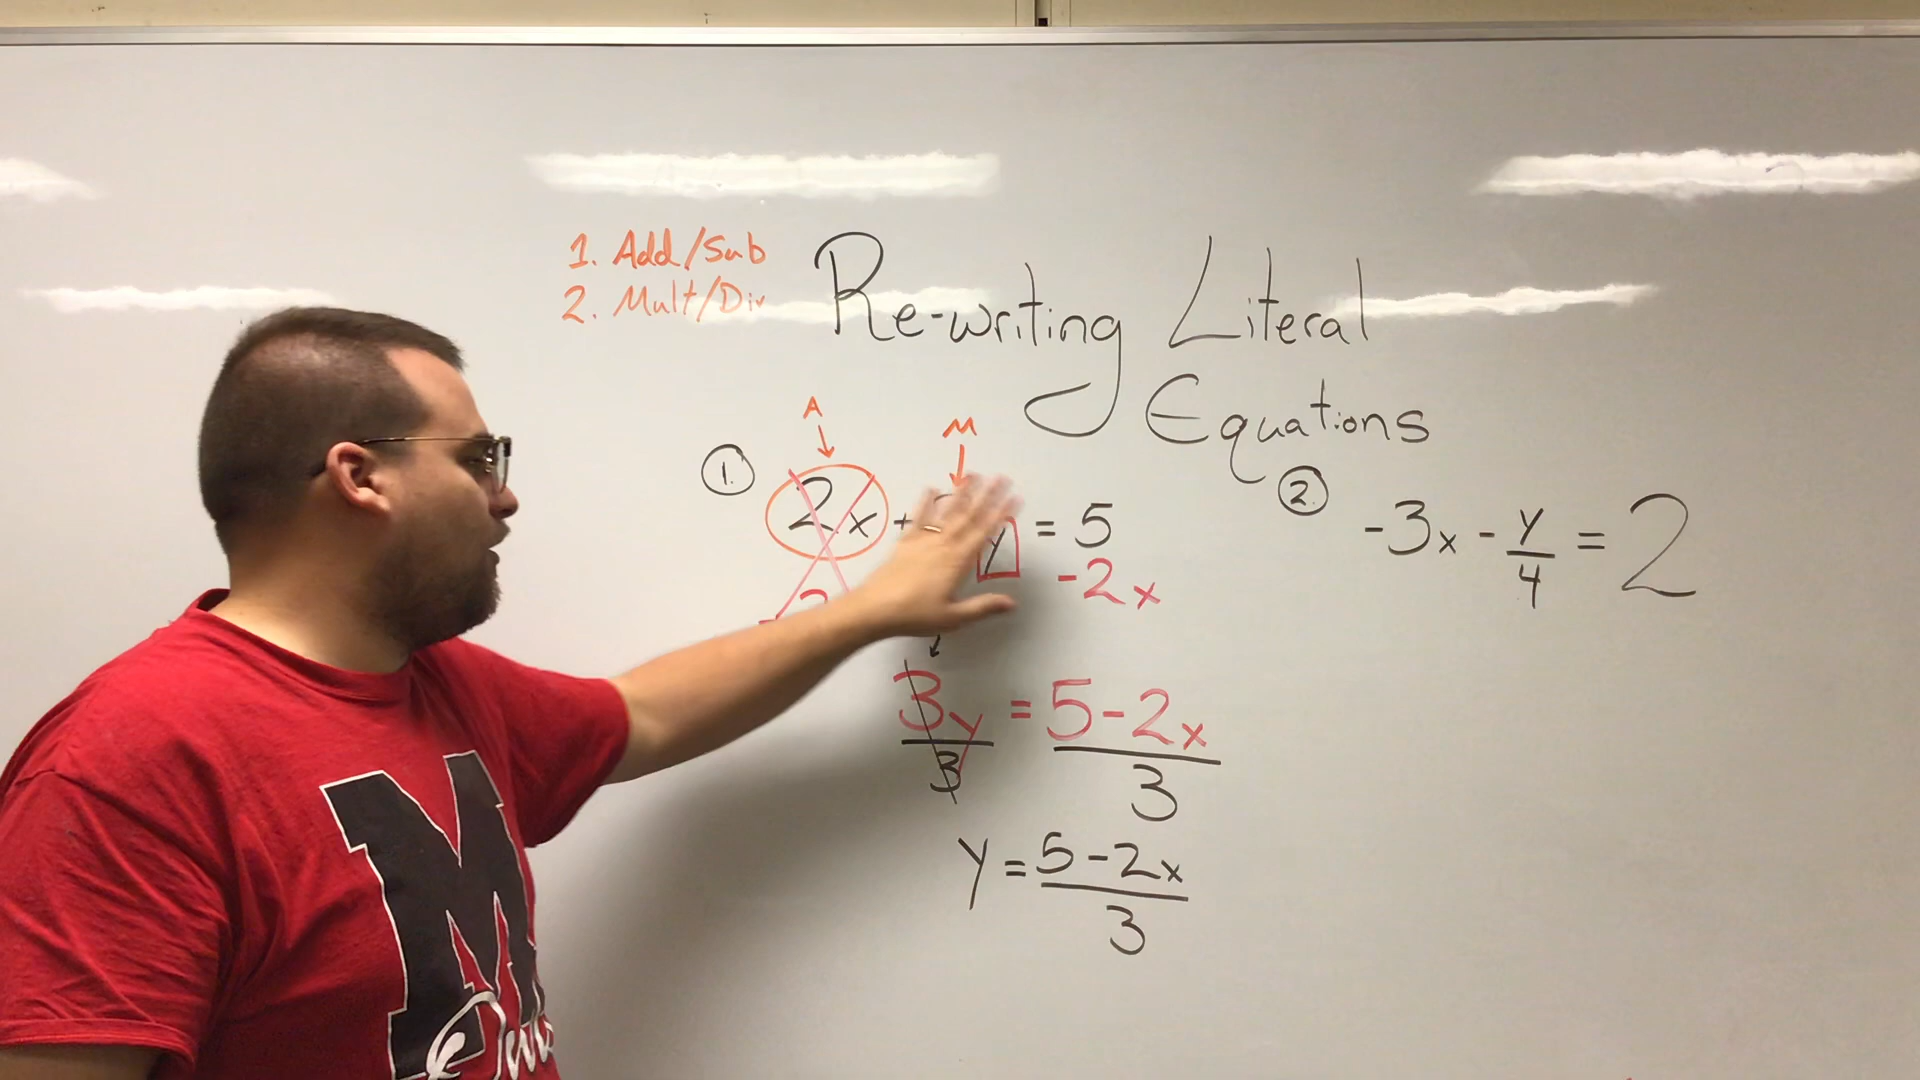 1. Add/Sub
2. Mult/Div
Re-writing Literal
Equations
A
M
1.
2x + y = 5
-2x
3y = 5-2x
3 3
y = 5-2x
3
2.
-3x - y = 2
4
M